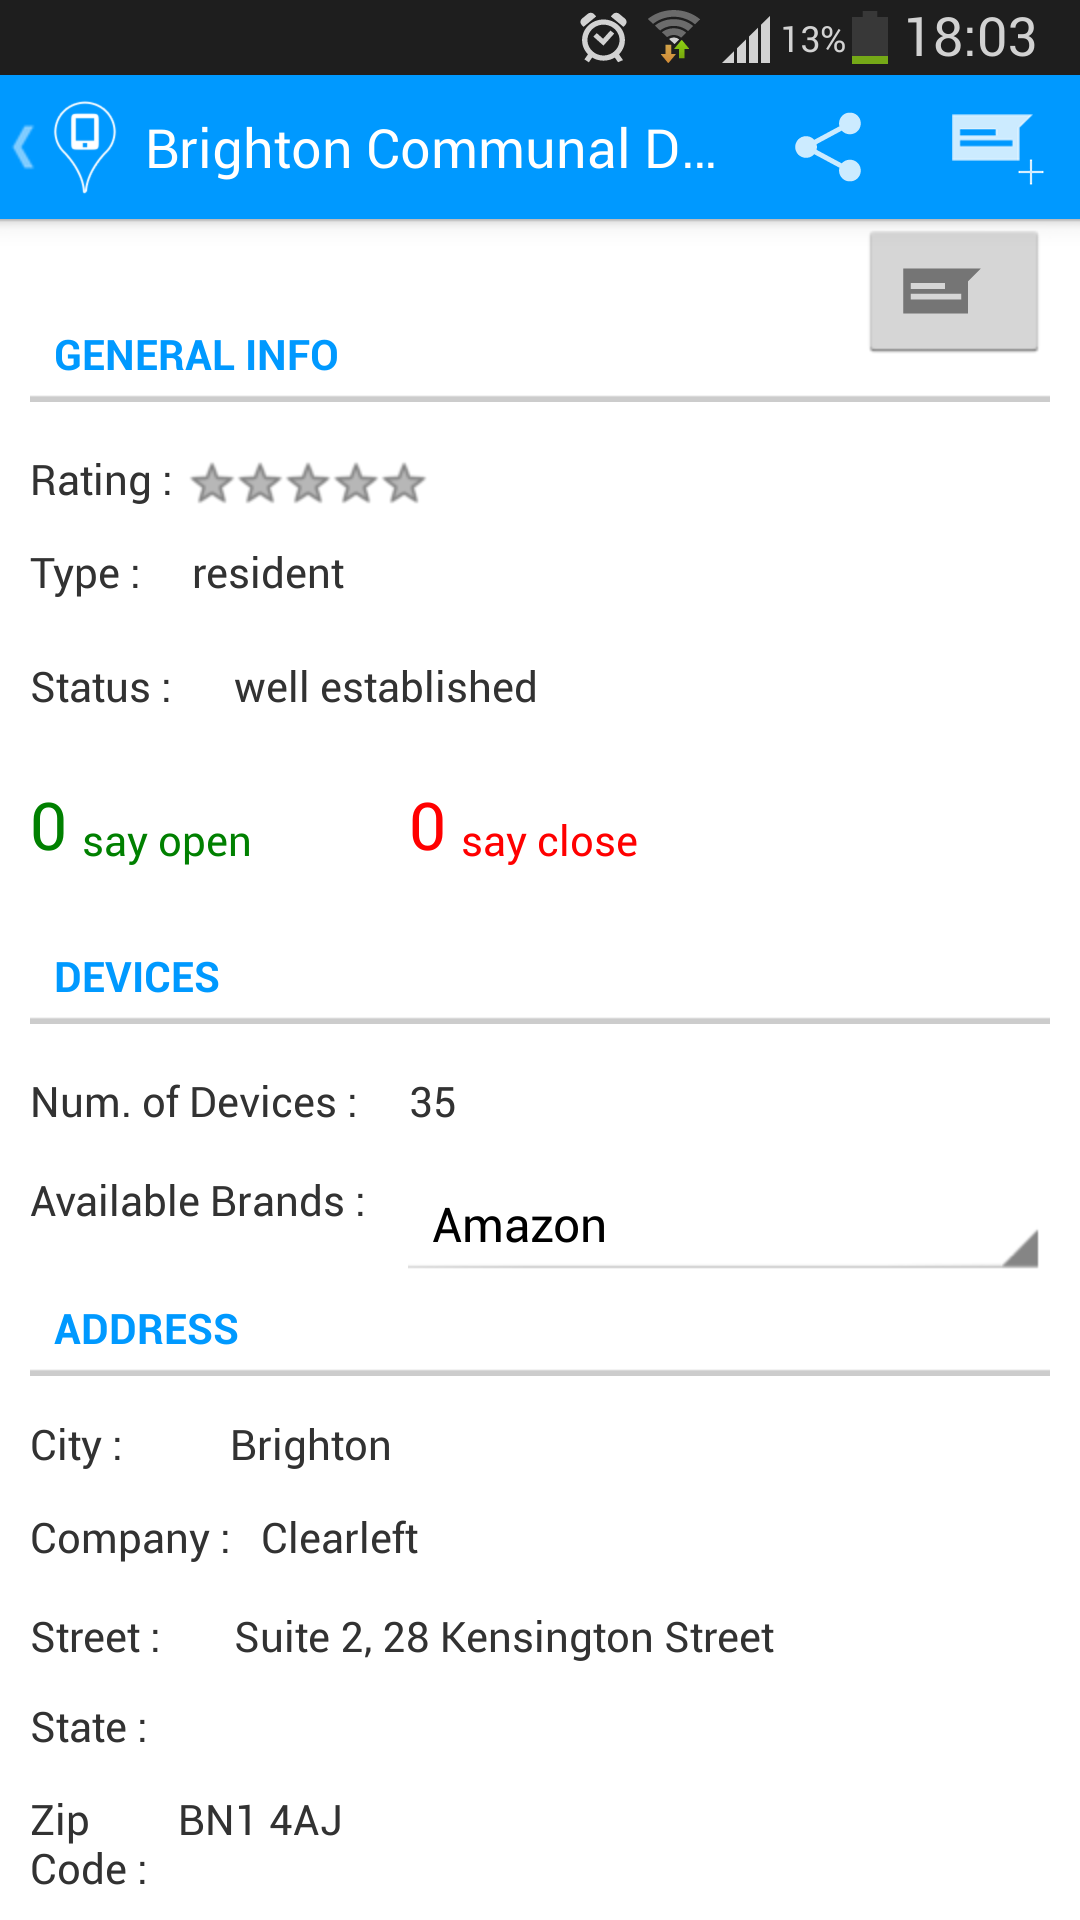 13% 18:03
Brighton Communal D...
GENERAL INFO
Rating :
Type : resident
Status : well established
0 say open 0 say close
DEVICES
Num. of Devices : 35
Available Brands : Amazon
ADDRESS
City : Brighton
Company : Clearleft
Street : Suite 2, 28 Kensington Street
State :
Zip BN1 4AJ
Code :